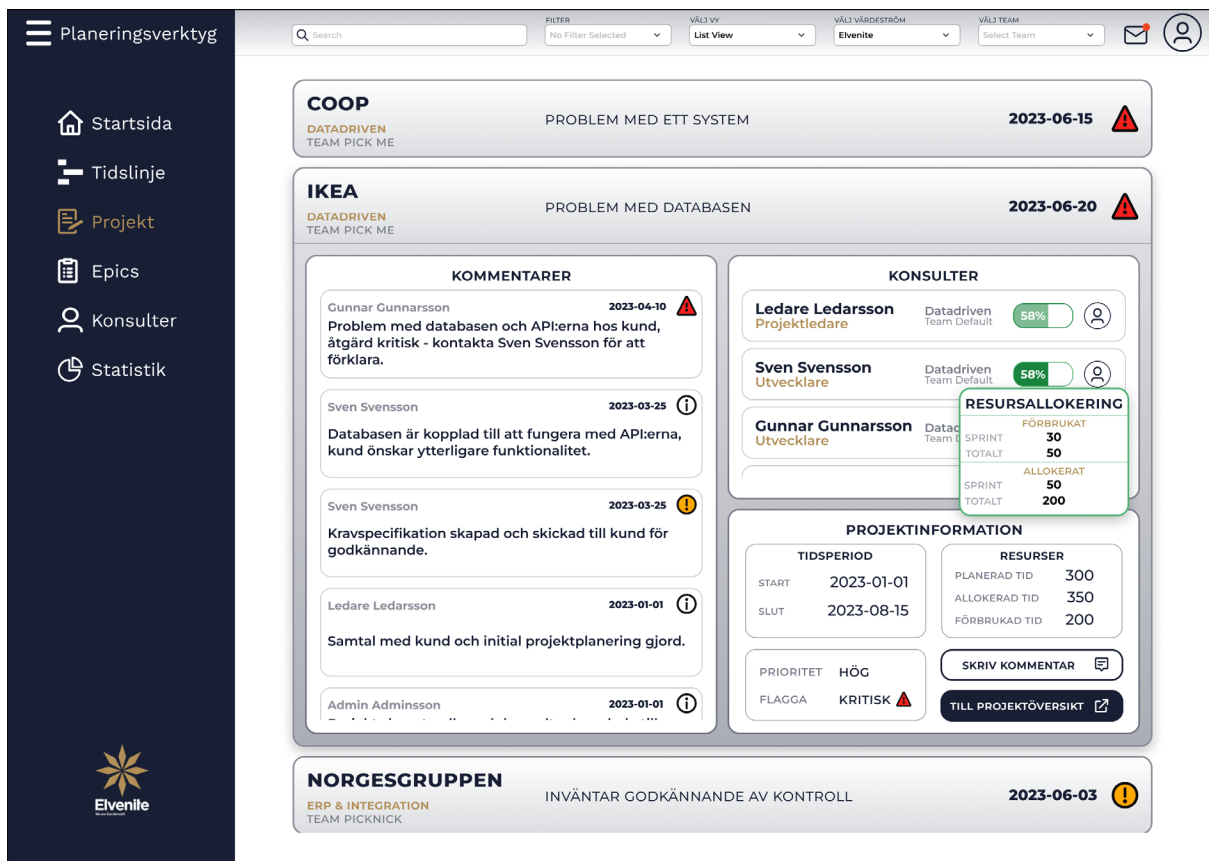 Planeringsverktyg
Search
FILTER
No Filter Selected
VÄLJ VY
List View
VÄLJ VÄRDESTRÖM
Elvenite
VÄLJ TEAM
Select Team
Startsida
Tidslinje
Projekt
Epics
Konsulter
Statistik
Elvenite
COOP
DATADRIVEN
TEAM PICK ME
PROBLEM MED ETT SYSTEM
2023-06-15
IKEA
DATADRIVEN
TEAM PICK ME
PROBLEM MED DATABASEN
2023-06-20
KOMMENTARER
Gunnar Gunnarsson
2023-04-10
Problem med databasen och API:erna hos kund,
åtgärd kritisk - kontakta Sven Svensson för att
förklara.
Sven Svensson
2023-03-25
Databasen är kopplad till att fungera med API:erna,
kund önskar ytterligare funktionalitet.
Sven Svensson
2023-03-25
Kravspecifikation skapad och skickad till kund för
godkännande.
Ledare Ledarsson
2023-01-01
Samtal med kund och initial projektplanering gjord.
Admin Adminsson
2023-01-01
KONSULTER
Ledare Ledarsson
Projektledare
Datadriven
Team Default
58%
Sven Svensson
Utvecklare
Datadriven
Team Default
58%
Gunnar Gunnarsson
Utvecklare
Datad
Team
RESURSALLOKERING
FÖRBRUKAT
SPRINT 30
TOTALT 50
ALLOKERAT
SPRINT 50
TOTALT 200
PROJEKTINFORMATION
TIDSPERIOD
START 2023-01-01
SLUT 2023-08-15
RESURSER
PLANERAD TID 300
ALLOKERAD TID 350
FÖRBRUKAD TID 200
PRIORITET HÖG
FLAGGA KRITISK
SKRIV KOMMENTAR
TILL PROJEKTÖVERSIKT
NORGESGRUPPEN
ERP & INTEGRATION
TEAM PICKNICK
INVÄNTAR GODKÄNNANDE AV KONTROLL
2023-06-03